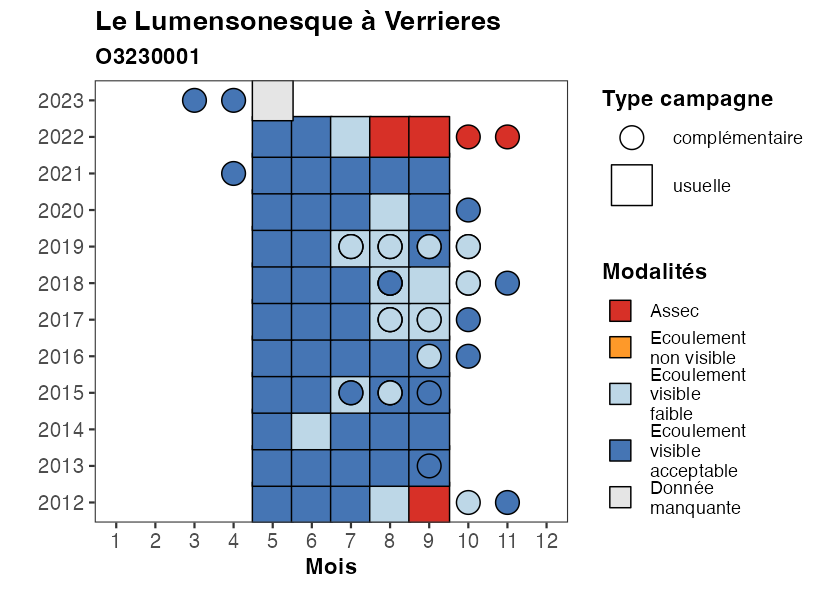 Le Lumensonesque à Verrieres
O3230001
2023
2022
2021
2020
2019
2018
2017
2016
2015
2014
2013
2012
1 2 3 4 5 6 7 8 9 10 11 12
Mois
Type campagne
complémentaire
usuelle
Modalités
Assec
Ecoulement
non visible
Ecoulement
visible
faible
Ecoulement
visible
acceptable
Donnée
manquante